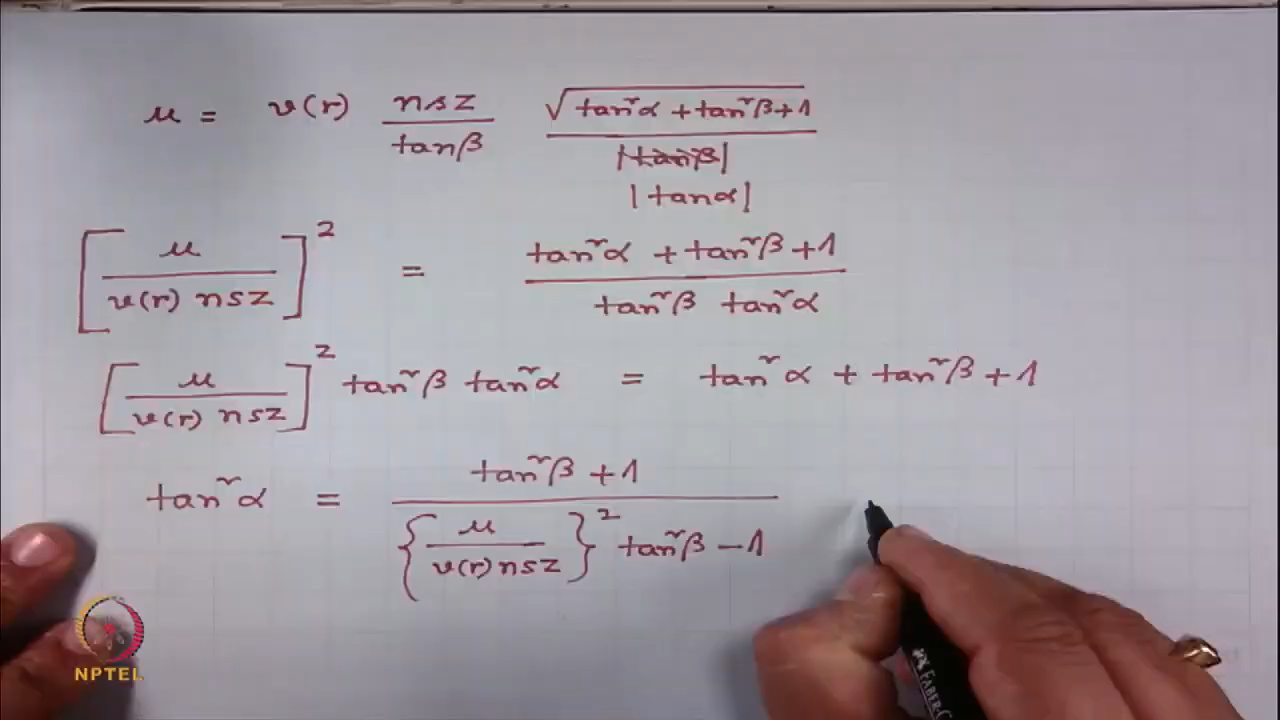 u = v(r) nsz / tanβ √(tan²α + tan²β + 1) / |tanβ|
|tanα|
[u / (v(r) nsz)]² = (tan²α + tan²β + 1) / (tan²β tan²α)
[u / (v(r) nsz)]² tan²β tan²α = tan²α + tan²β + 1
tan²α = (tan²β + 1) / ({u / (v(r) nsz)}² tan²β − 1)
NPTEL